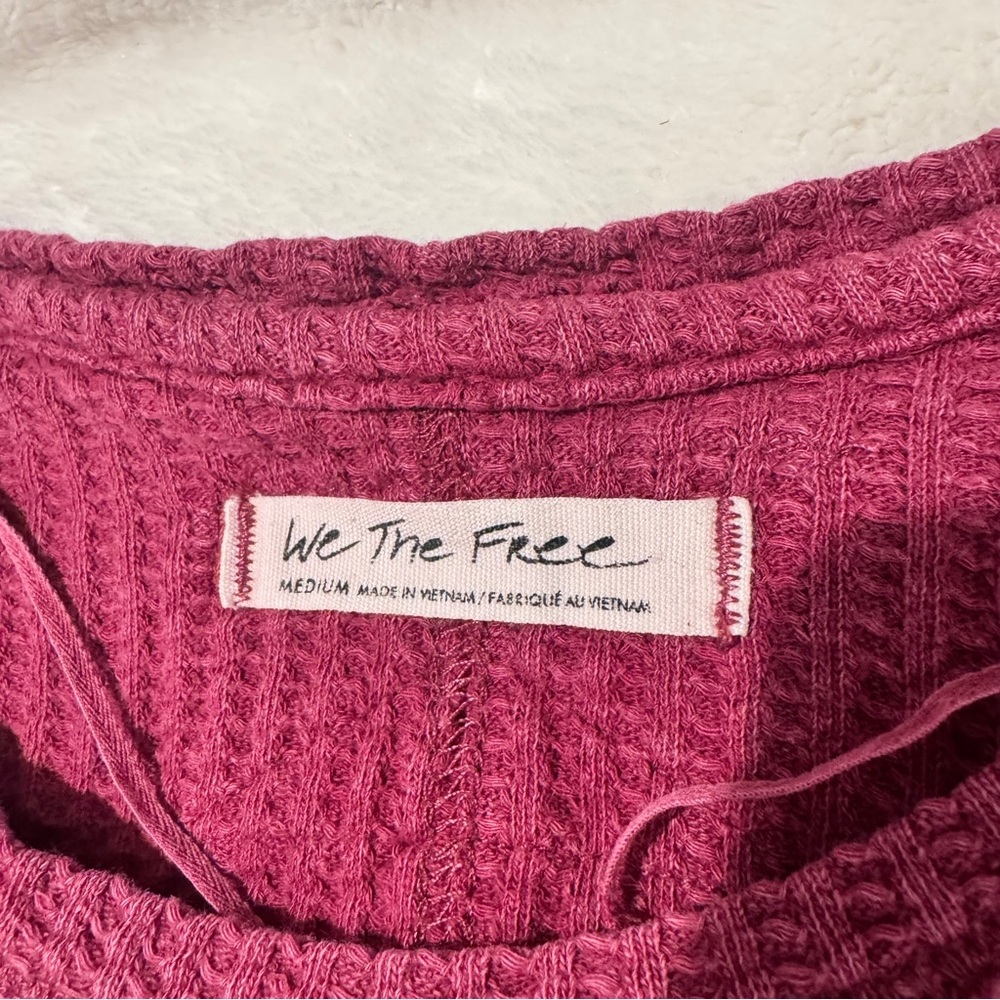 We The Free
MEDIUM MADE IN VIETNAM / FABRIQUÉ AU VIETNAM